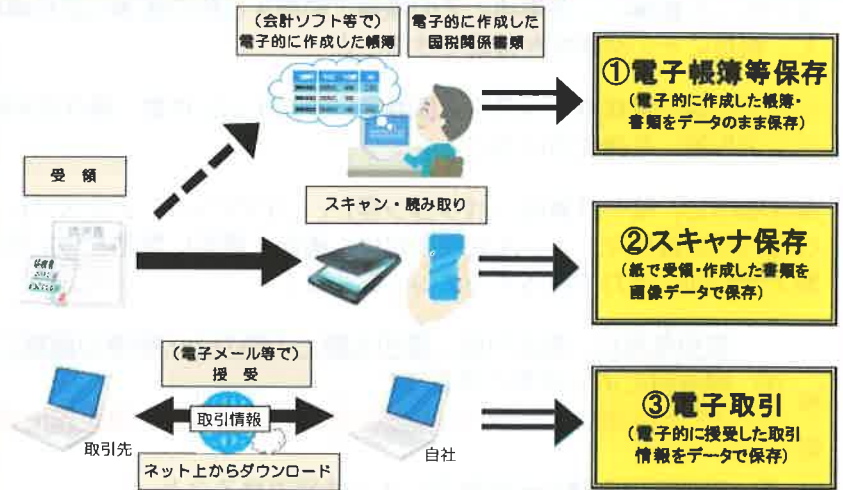 (会計ソフト等で)
電子的に作成した帳簿
電子的に作成した
国税関係書類
①電子帳簿等保存
(電子的に作成した帳簿・
書類をデータのまま保存)
受 領
スキャン・読み取り
請求書
領収書
②スキャナ保存
(紙で受領・作成した書類を
画像データで保存)
(電子メール等で)
授 受
取引情報
取引先
自社
ネット上からダウンロード
③電子取引
(電子的に授受した取引
情報をデータで保存)